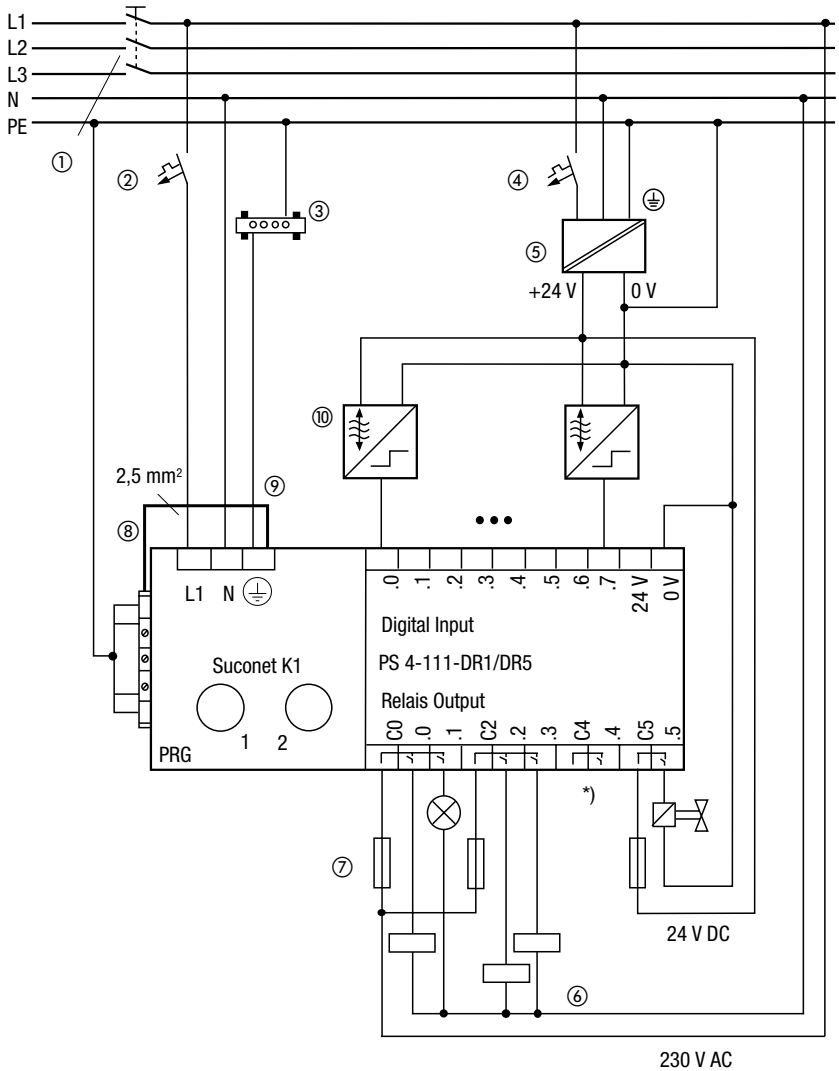 L1
L2
L3
N
PE
①
②
③
④
⑤
+24 V
0 V
⑩
2,5 mm²
⑨
⑧
L1 N
.0 .1 .2 .3 .4 .5 .6 .7 24 V 0 V
Digital Input
PS 4-111-DR1/DR5
Suconet K1
Relais Output
1 2
PRG
C0 .0 .1 C2 .2 .3 C4 .4 C5 .5
*)
⑦
24 V DC
⑥
230 V AC